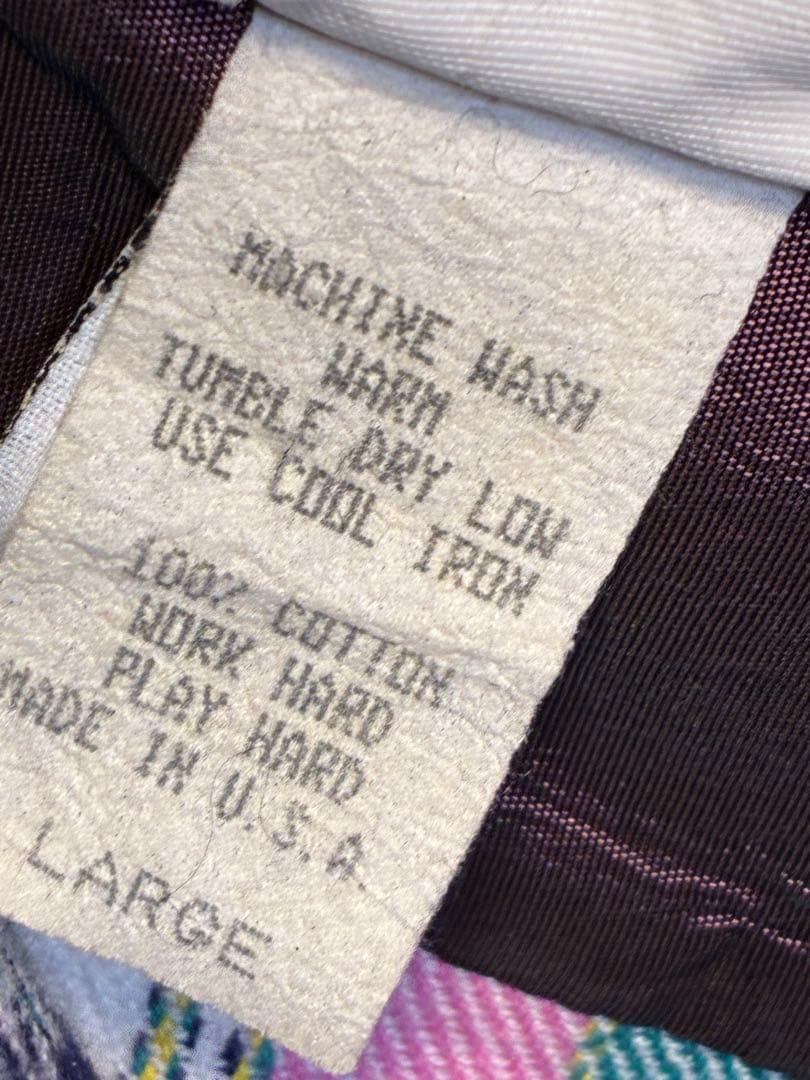 MACHINE WASH
WARM
TUMBLE DRY LOW
USE COOL IRON
100% COTTON
WORK HARD
PLAY HARD
MADE IN U.S.A.
LARGE